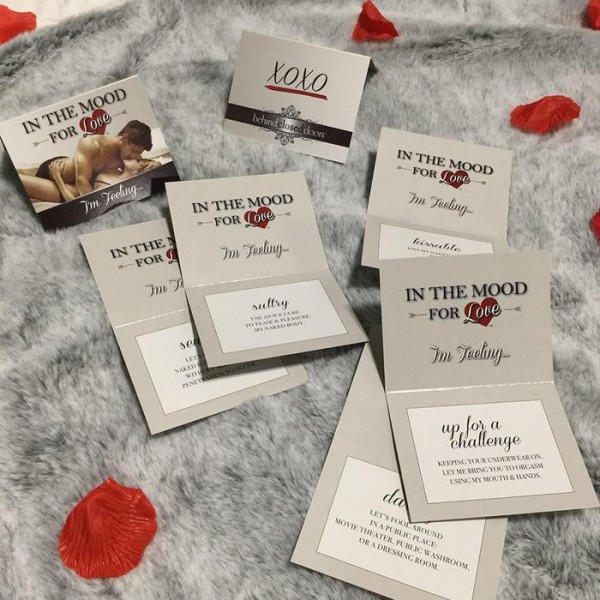 IN THE MOOD
FOR Love
I'm Feeling...
XOXO
behind closed doors
IN THE MOOD
FOR Love
I'm Feeling...
kissable
IN THE MOOD
FOR Love
I'm Feeling...
sultry
USE AN ICE CUBE
TO TEASE & PLEASURE
MY NAKED BODY.
IN THE MOOD
FOR
I'm
IN THE MOOD
FOR Love
I'm Feeling...
up for a
challenge
KEEPING YOUR UNDERWEAR ON,
LET ME BRING YOU TO ORGASM
USING MY MOUTH & HANDS.
LET'S FOOL AROUND
IN A PUBLIC PLACE:
MOVIE THEATER, PUBLIC WASHROOM,
OR A DRESSING ROOM.